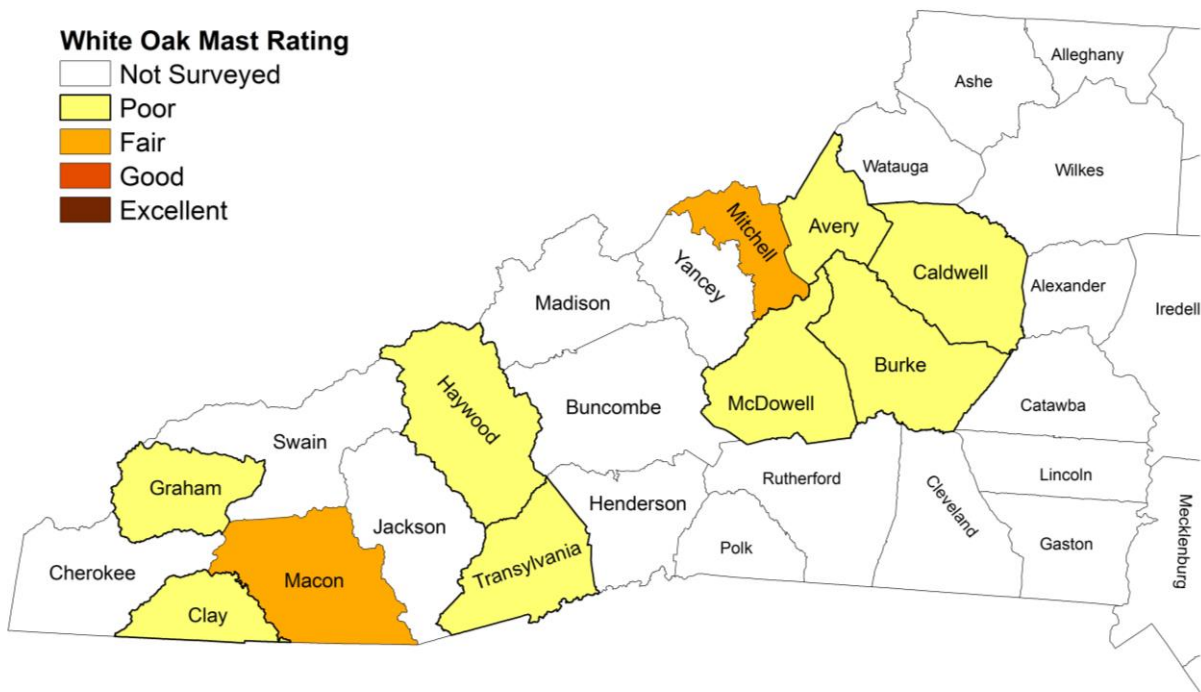 White Oak Mast Rating
Not Surveyed
Poor
Fair
Good
Excellent
Alleghany
Ashe
Watauga
Wilkes
Mitchell
Avery
Yancey
Caldwell
Alexander
Madison
Iredell
Haywood
Burke
McDowell
Buncombe
Catawba
Swain
Graham
Rutherford
Lincoln
Henderson
Cleveland
Jackson
Mecklenburg
Polk
Gaston
Transylvania
Cherokee
Macon
Clay